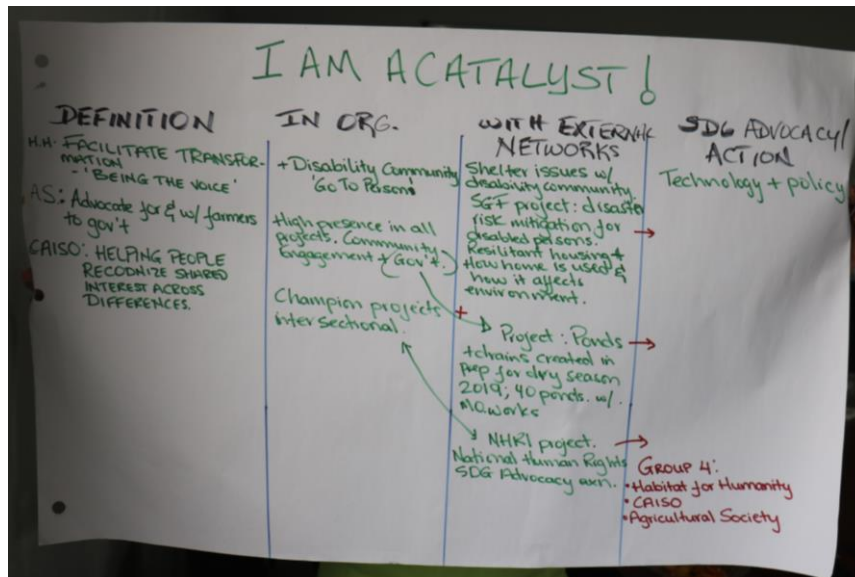 I AM A CATALYST!
DEFINITION
H.H- FACILITATE TRANSFOR-
MATION
- 'BEING THE VOICE'
AS: Advocate for & w/ farmers
to gov't
CAISO: HELPING PEOPLE
RECOGNIZE SHARED
INTEREST ACROSS
DIFFERENCES.
IN ORG.
+Disability Community
'Go To Person'
High presence in all
projects. Community
Engagement + (Gov't.)
Champion projects
intersectional.
WITH EXTERNAL
NETWORKS
Shelter issues w/
disability community.
SGF project: disaster
risk mitigation for →
disabled persons.
Resilitant housing +
How home is used &
how it affects
environment.
+
Project: Ponds →
+chains created in
prep for dry season
2019; 40 ponds. w/.
MO.works
NHRI project. →
National Human Rights
SDG Advocacy axn.
SDG ADVOCACY/
ACTION
Technology + policy
GROUP 4:
•Habitat for Humanity
•CAISO
•Agricultural Society